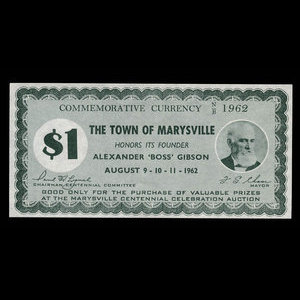 COMMEMORATIVE CURRENCY N B 1962
$1
THE TOWN OF MARYSVILLE
HONORS ITS FOUNDER
ALEXANDER 'BOSS' GIBSON
AUGUST 9 - 10 - 11 - 1962
CHAIRMAN CENTENNIAL COMMITTEE
MAYOR
GOOD ONLY FOR THE PURCHASE OF VALUABLE PRIZES
AT THE MARYSVILLE CENTENNIAL CELEBRATION AUCTION